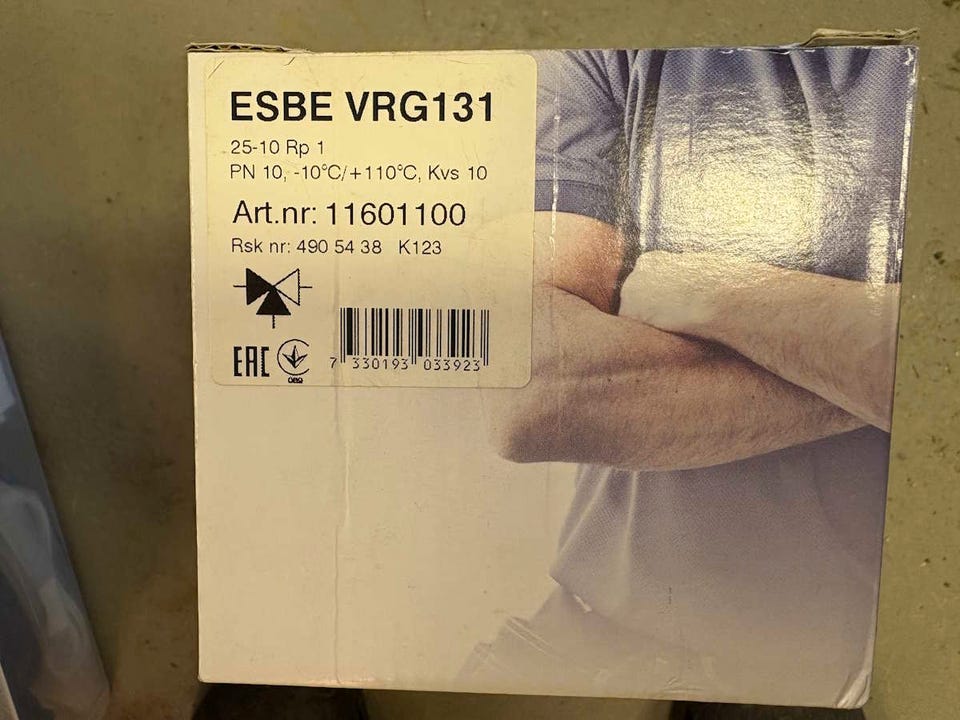 ESBE VRG131
25-10 Rp 1
PN 10, -10°C/+110°C, Kvs 10
Art.nr: 11601100
Rsk nr: 490 54 38 K123
EAC
7 330193 033923